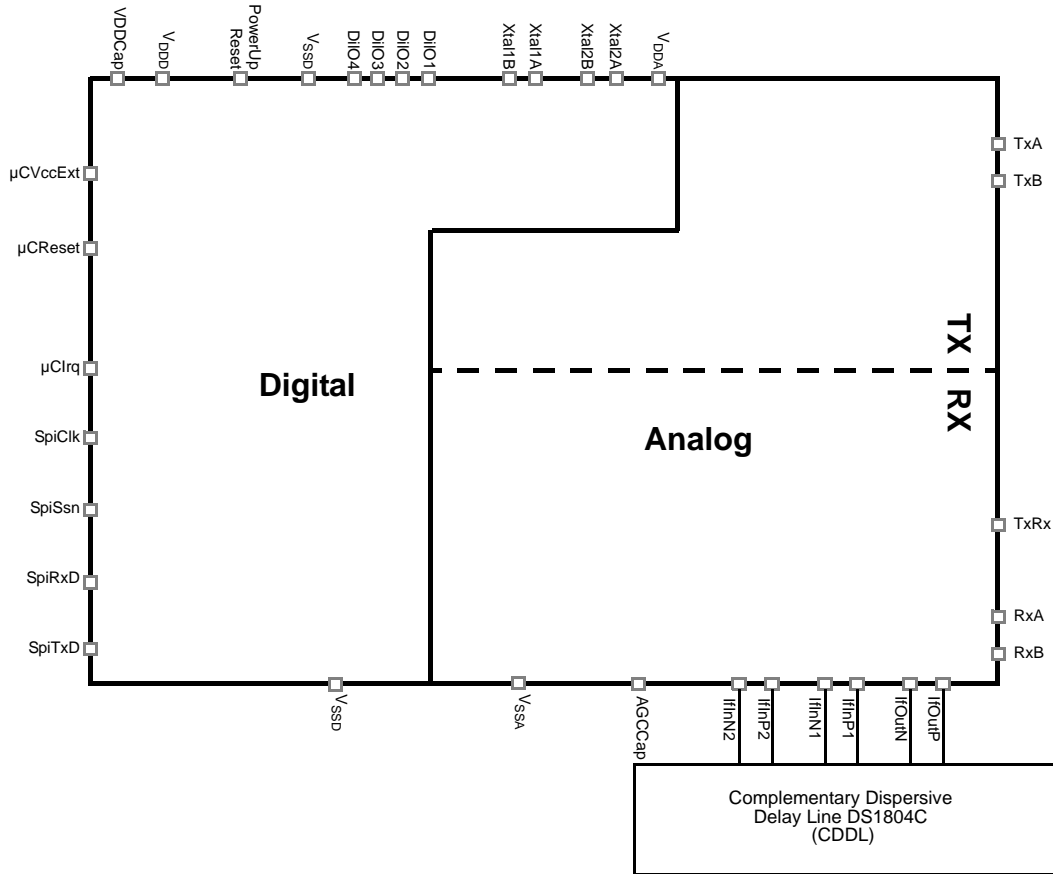 VDDCap
VDDD
PowerUp
Reset
VSSD
DiIO4
DiIO3
DiIO2
DiIO1
Xtal1B
Xtal1A
Xtal2B
Xtal2A
VDDA
µCVccExt
µCReset
µCIrq
SpiClk
SpiSsn
SpiRxD
SpiTxD
Digital
Analog
TX
RX
TxA
TxB
TxRx
RxA
RxB
VSSD
VSSA
AGCCap
IfInN2
IfInP2
IfInN1
IfInP1
IfOutN
IfOutP
Complementary Dispersive
Delay Line DS1804C
(CDDL)